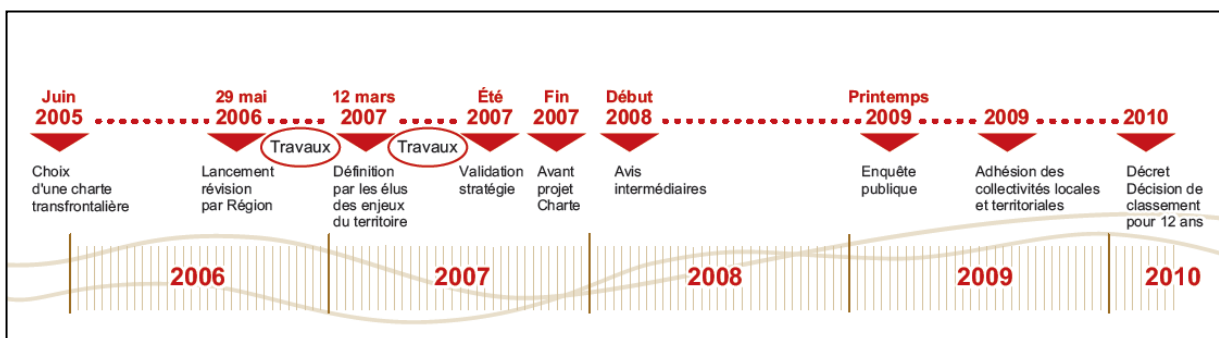 Juin
2005
Choix
d'une charte
transfrontalière
29 mai
2006
Lancement
révision
par Région
Travaux
12 mars
2007
Définition
par les élus
des enjeux
du territoire
Travaux
Été
2007
Validation
stratégie
Fin
2007
Avant
projet
Charte
Début
2008
Avis
intermédiaires
Printemps
2009
Enquête
publique
2009
Adhésion des
collectivités locales
et territoriales
2010
Décret
Décision de
classement
pour 12 ans
2006
2007
2008
2009
2010